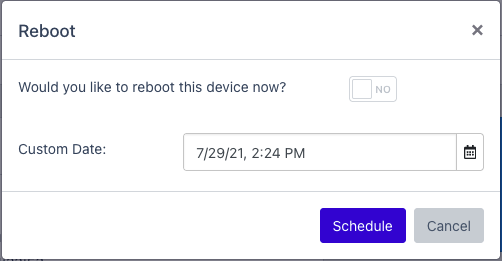 Reboot ×
Would you like to reboot this device now? NO
Custom Date: 7/29/21, 2:24 PM
Schedule Cancel